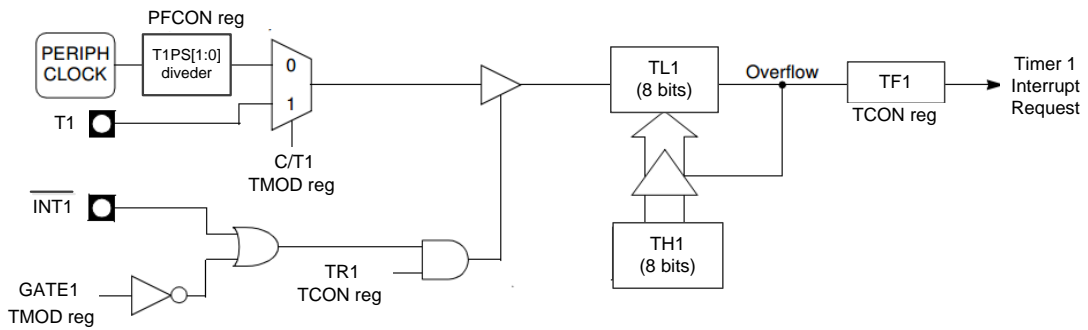 PFCON reg
PERIPH
CLOCK
T1PS[1:0]
diveder
0
1
T1
C/T1
TMOD reg
INT1
GATE1
TMOD reg
TR1
TCON reg
TL1
(8 bits)
Overflow
TF1
TCON reg
Timer 1
Interrupt
Request
TH1
(8 bits)